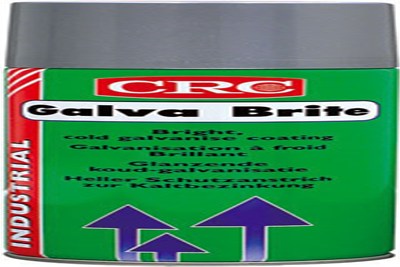 CRC
Galva Brite
Bright,
cold galvanise coating
Galvanisation à froid
Brillant
Glanzende
koud-galvanisatie
Heller Schutzanstrich
zur Kaltbezinkung
INDUSTRIAL